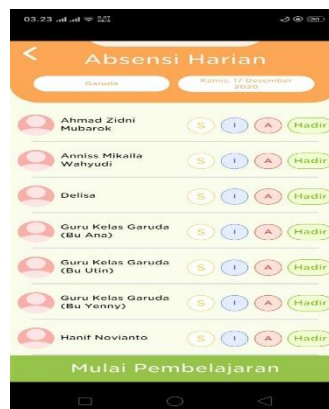 03.23
Absensi Harian
Garuda
Kamis, 17 Desember
2020
Ahmad Zidni
Mubarok
S I A Hadir
Anniss Mikaila
Wahyudi
S I A Hadir
Delisa
S I A Hadir
Guru Kelas Garuda
(Bu Ana)
S I A Hadir
Guru Kelas Garuda
(Bu Utin)
S I A Hadir
Guru Kelas Garuda
(Bu Yenny)
S I A Hadir
Hanif Novianto
S I A Hadir
Mulai Pembelajaran